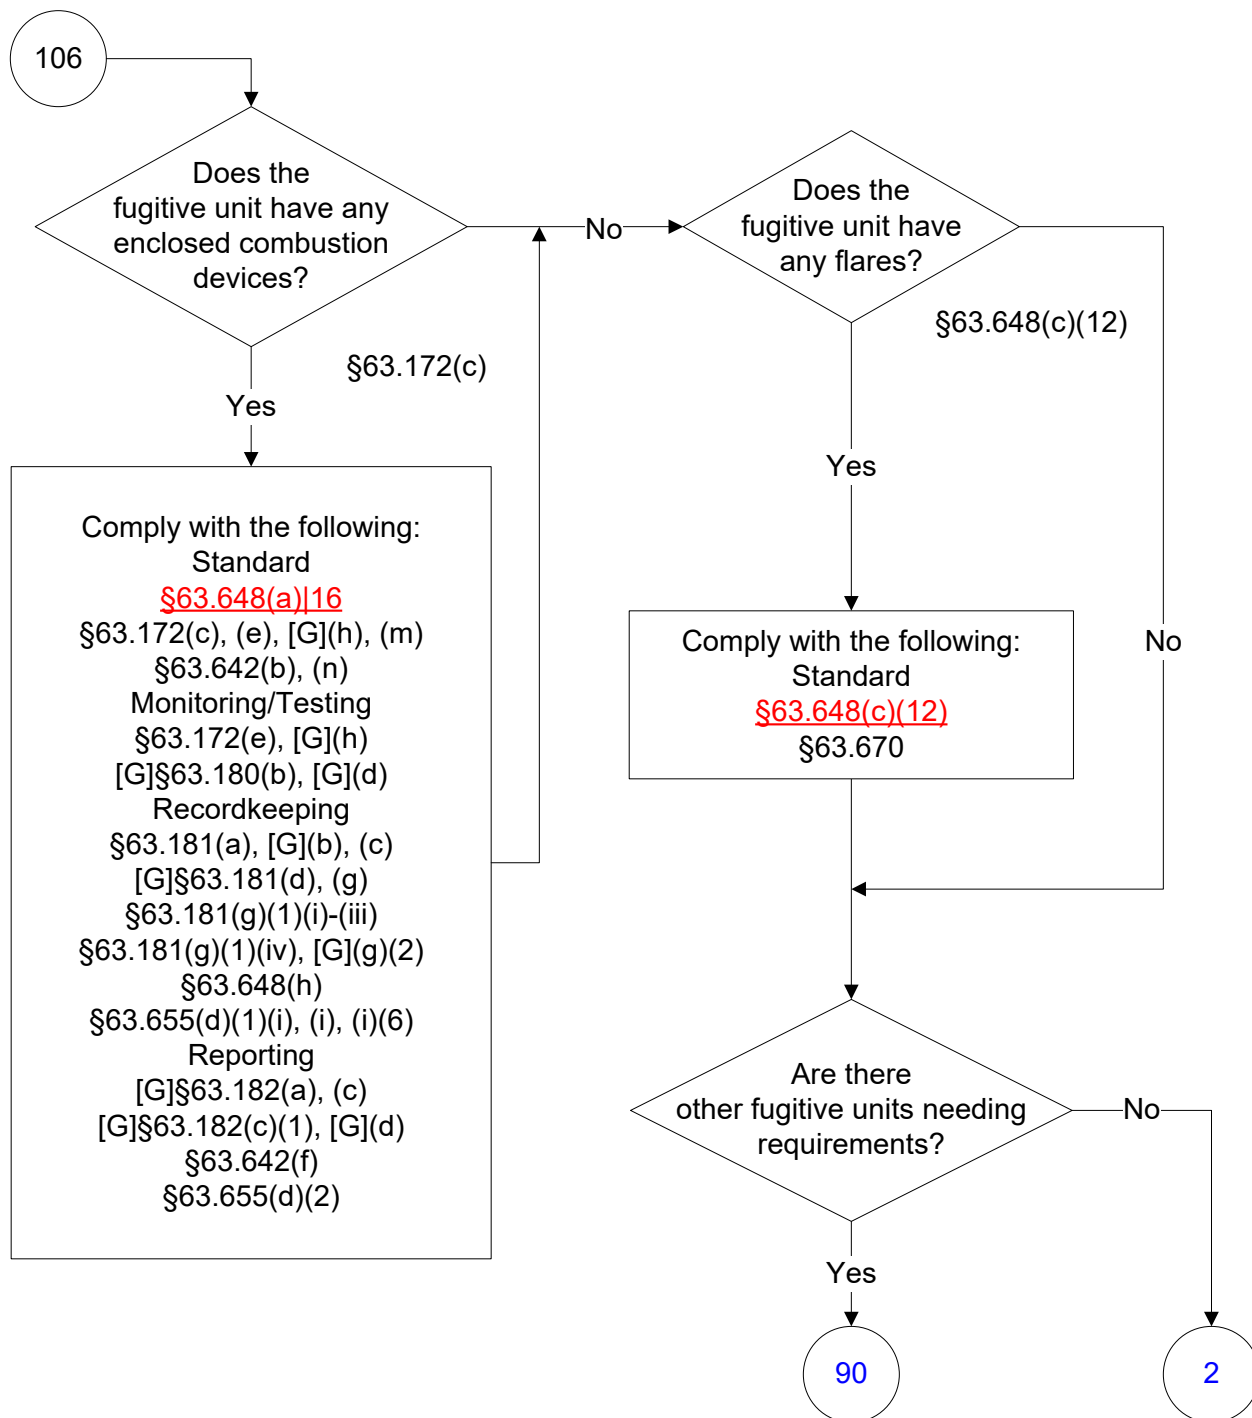 106
Does the
fugitive unit have any
enclosed combustion
devices?
No
§63.172(c)
Yes
Comply with the following:
Standard
§63.648(a)|16
§63.172(c), (e), [G](h), (m)
§63.642(b), (n)
Monitoring/Testing
§63.172(e), [G](h)
[G]§63.180(b), [G](d)
Recordkeeping
§63.181(a), [G](b), (c)
[G]§63.181(d), (g)
§63.181(g)(1)(i)-(iii)
§63.181(g)(1)(iv), [G](g)(2)
§63.648(h)
§63.655(d)(1)(i), (i), (i)(6)
Reporting
[G]§63.182(a), (c)
[G]§63.182(c)(1), [G](d)
§63.642(f)
§63.655(d)(2)
Does the
fugitive unit have
any flares?
§63.648(c)(12)
Yes
No
Comply with the following:
Standard
§63.648(c)(12)
§63.670
Are there
other fugitive units needing
requirements?
No
Yes
90
2